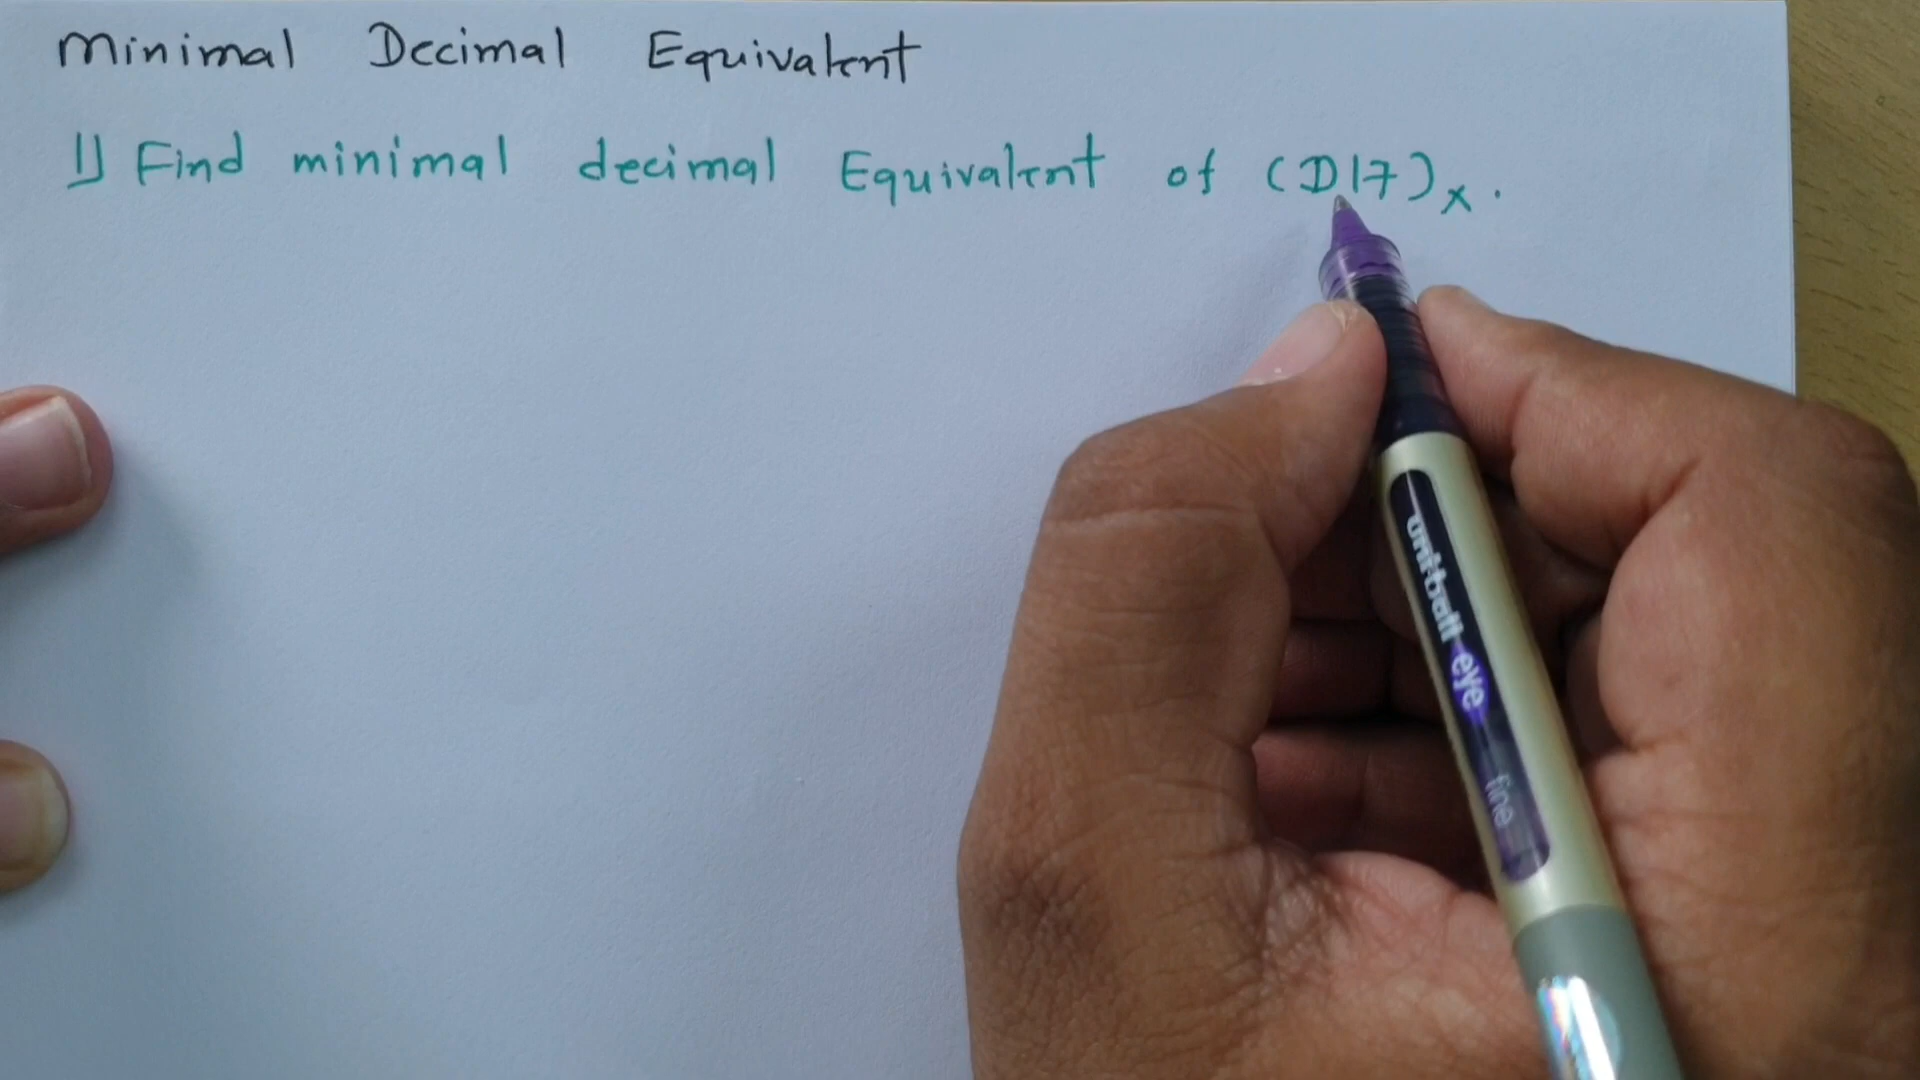 Minimal Decimal Equivalent
1) Find minimal decimal Equivalent of (D17)x.
uniball eye
fine